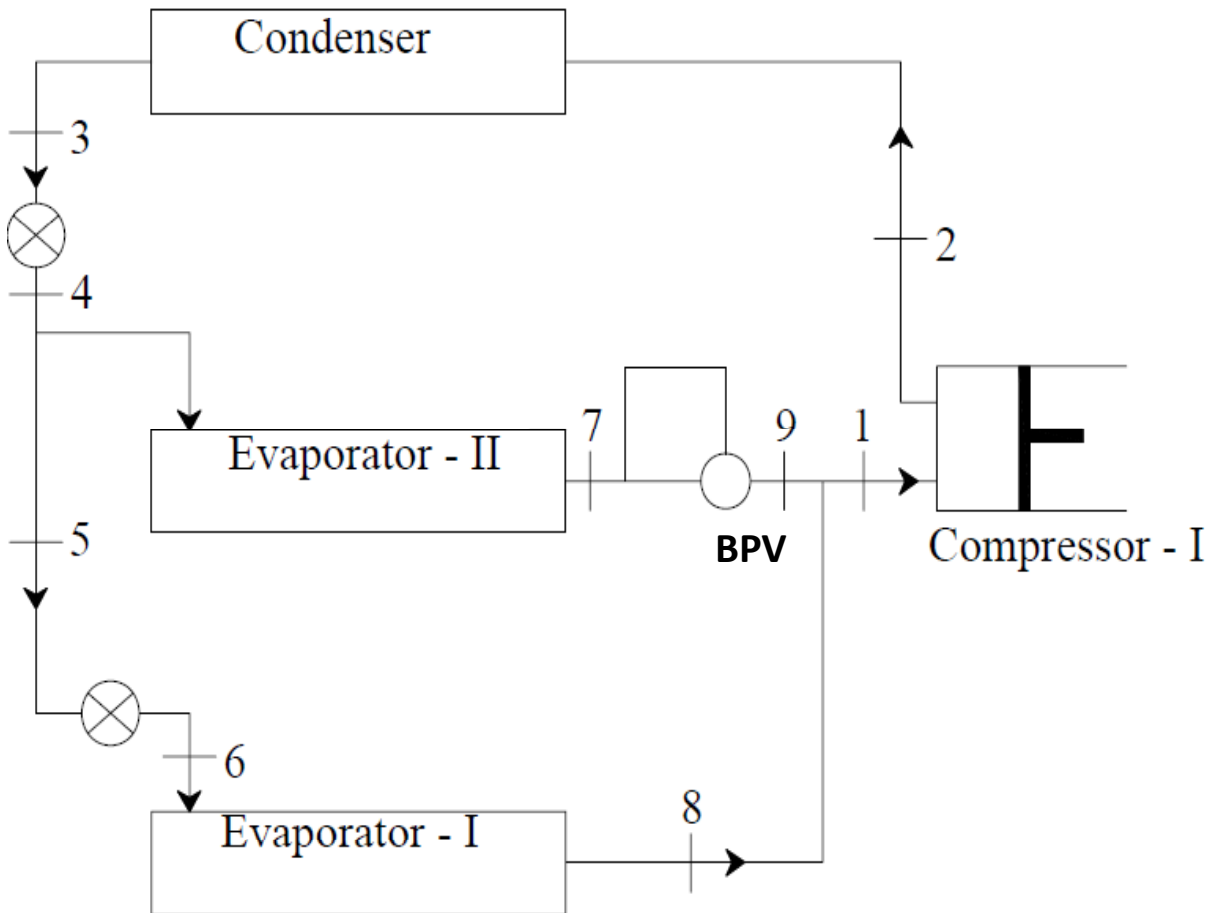 Condenser
3
2
4
7
9
1
Evaporator - II
BPV
Compressor - I
5
6
8
Evaporator - I